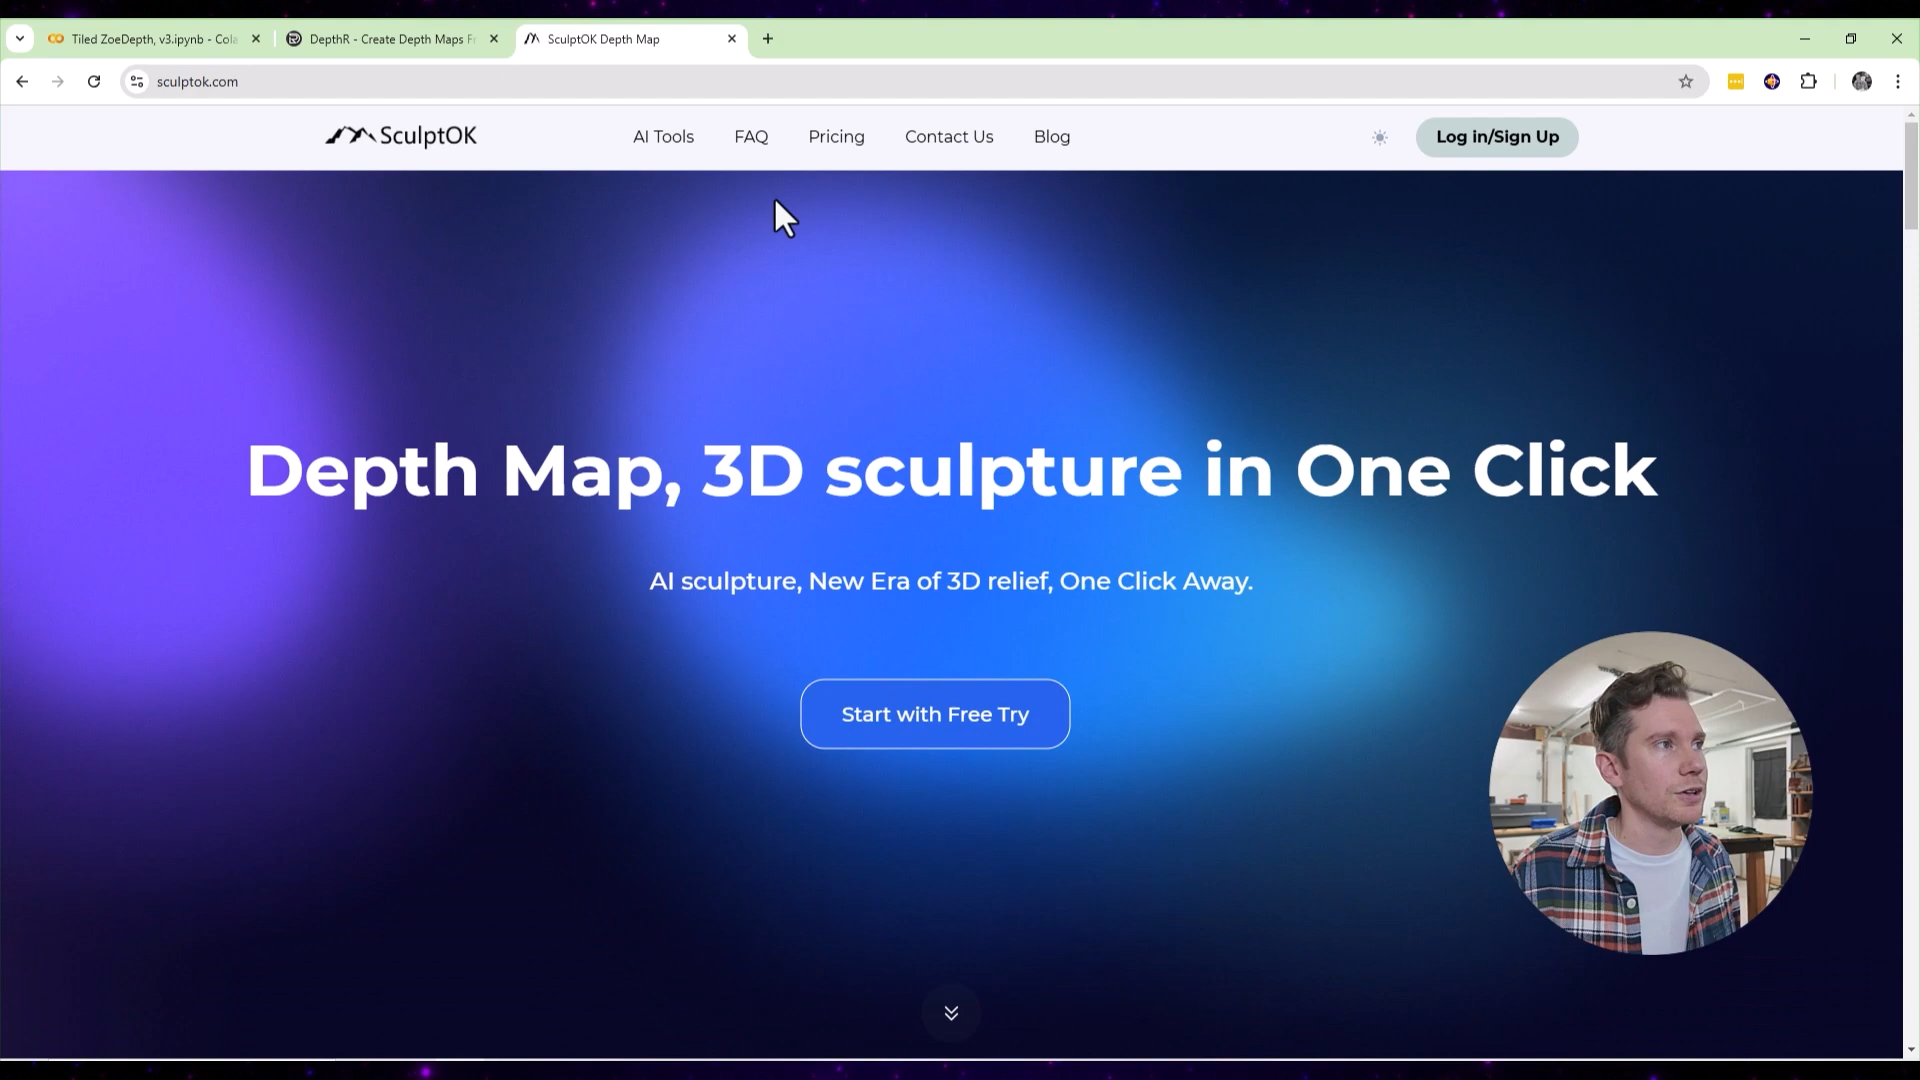 Tiled ZoeDepth, v3.ipynb - Cola
DepthR - Create Depth Maps Fr
SculptOK Depth Map
sculptok.com
SculptOK
AI Tools
FAQ
Pricing
Contact Us
Blog
Log in/Sign Up
Depth Map, 3D sculpture in One Click
AI sculpture, New Era of 3D relief, One Click Away.
Start with Free Try